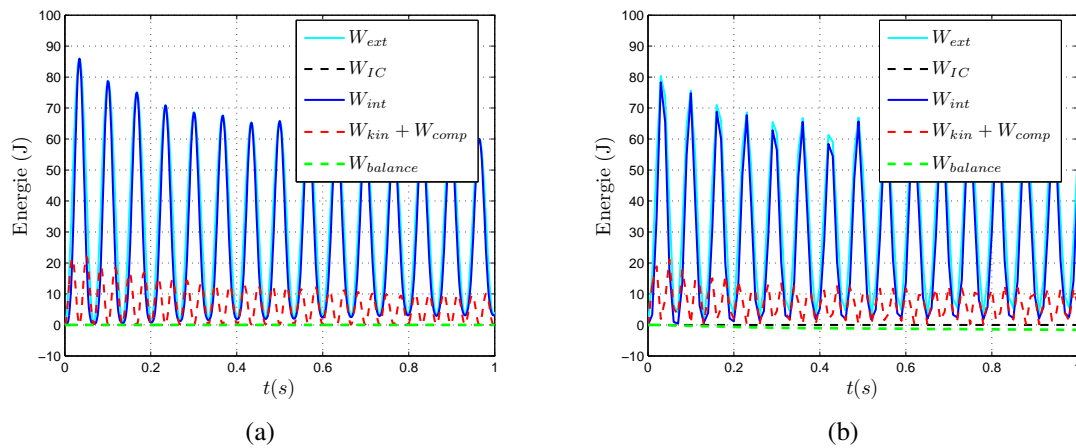 100
90
80
70
60
50
40
30
20
10
0
−10
0 0.2 0.4 0.6 0.8 1
Energie (J)
t(s)
W_ext
W_IC
W_int
W_kin + W_comp
W_balance
(a)
100
90
80
70
60
50
40
30
20
10
0
−10
0 0.2 0.4 0.6 0.8 1
Energie (J)
t(s)
W_ext
W_IC
W_int
W_kin + W_comp
W_balance
(b)